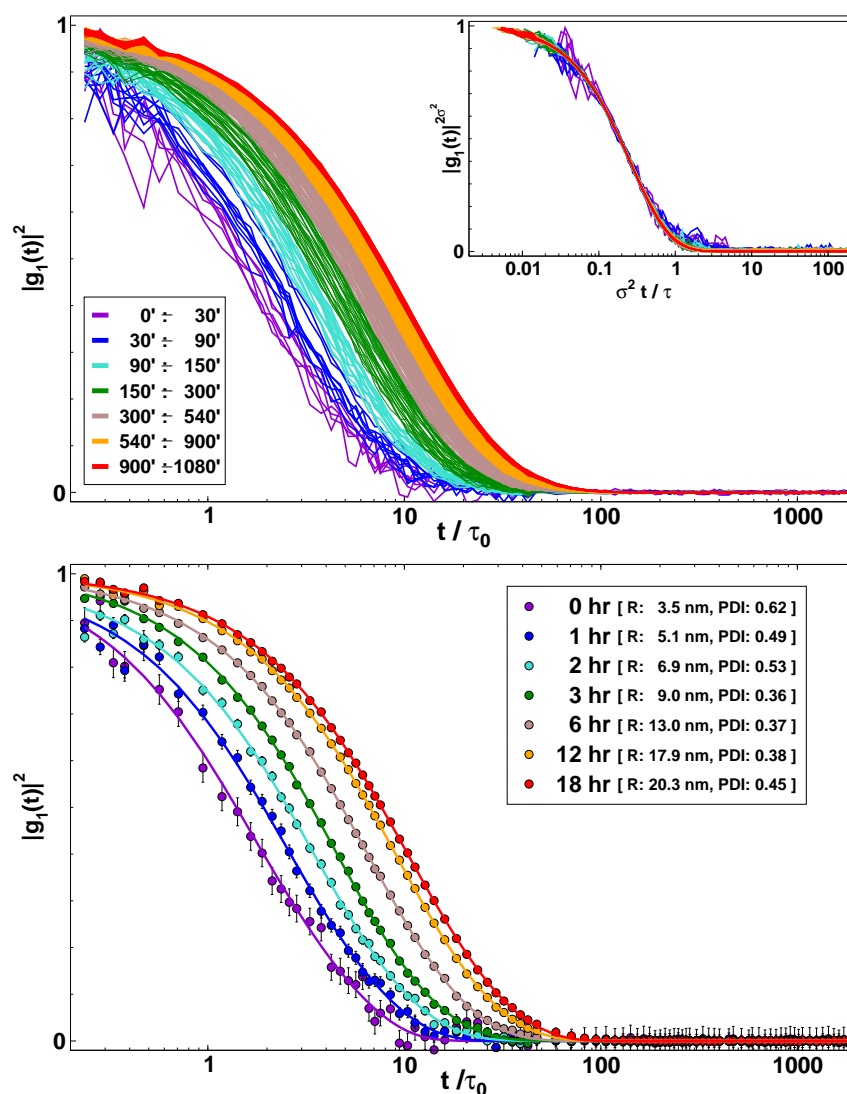 1
|g₁(t)|²
0
1
10
100
1000
t / τ₀
0' ÷ 30'
30' ÷ 90'
90' ÷ 150'
150' ÷ 300'
300' ÷ 540'
540' ÷ 900'
900' ÷1080'
1
|g₁(t)|^2σ²
0
0.01
0.1
1
10
100
σ² t / τ
1
|g₁(t)|²
0
1
10
100
1000
t /τ₀
0 hr [ R: 3.5 nm, PDI: 0.62 ]
1 hr [ R: 5.1 nm, PDI: 0.49 ]
2 hr [ R: 6.9 nm, PDI: 0.53 ]
3 hr [ R: 9.0 nm, PDI: 0.36 ]
6 hr [ R: 13.0 nm, PDI: 0.37 ]
12 hr [ R: 17.9 nm, PDI: 0.38 ]
18 hr [ R: 20.3 nm, PDI: 0.45 ]